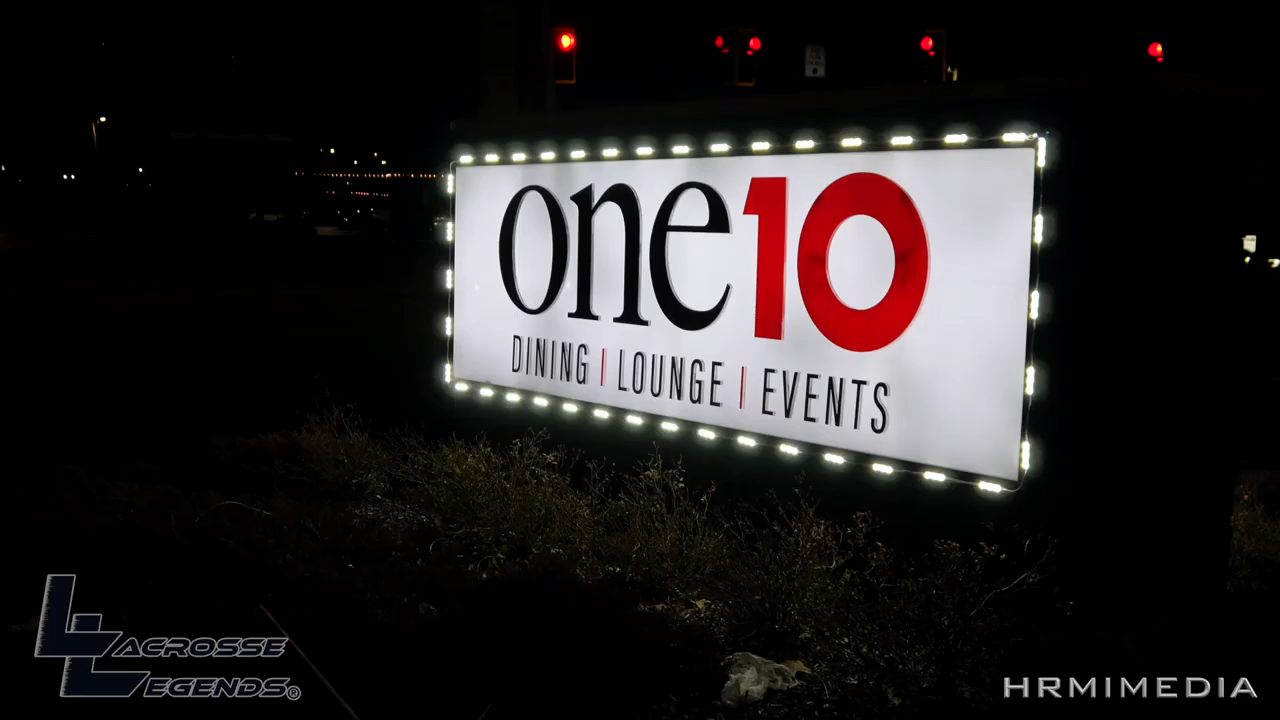 one10
DINING | LOUNGE | EVENTS
LACROSSE
LEGENDS®
HRMIMEDIA